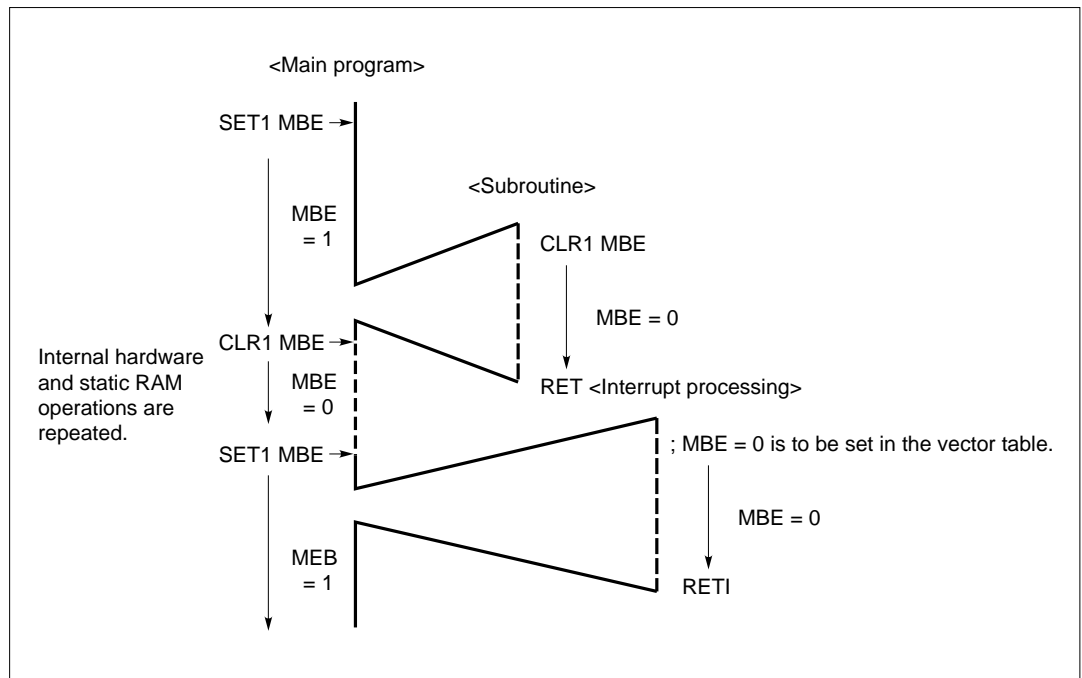 <Main program>
SET1 MBE
<Subroutine>
MBE
= 1
CLR1 MBE
MBE = 0
CLR1 MBE
Internal hardware
and static RAM
operations are
repeated.
MBE
= 0
RET <Interrupt processing>
SET1 MBE
; MBE = 0 is to be set in the vector table.
MBE = 0
MEB
= 1
RETI